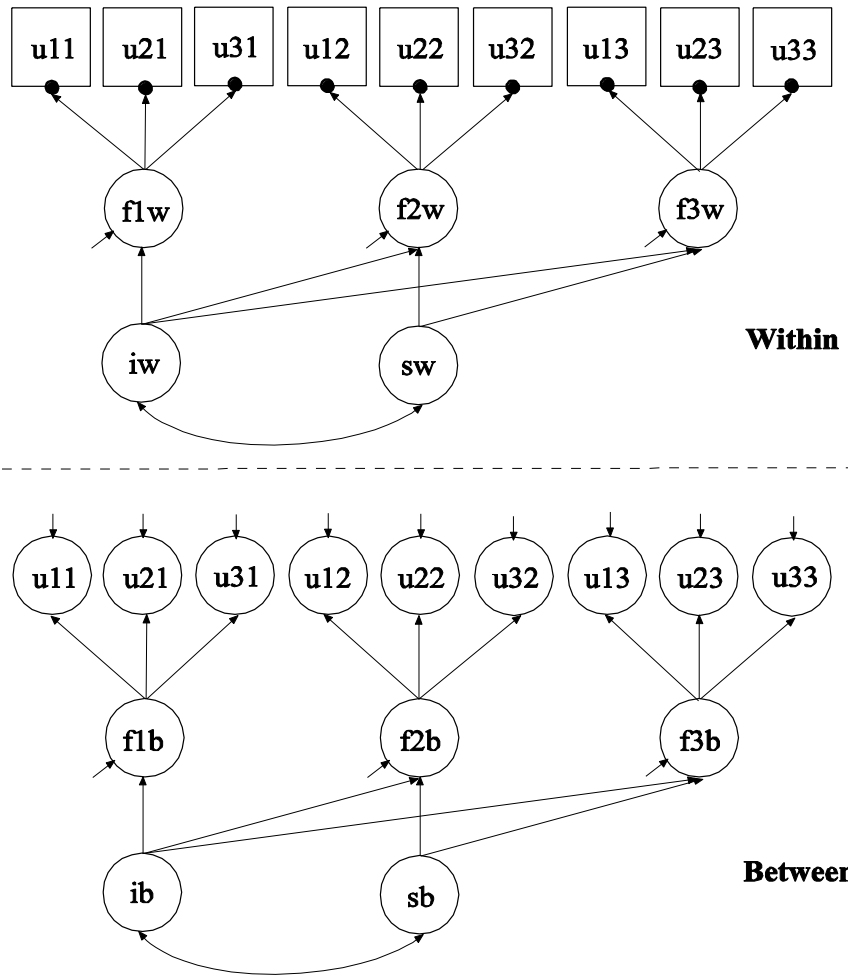 u11 u21 u31 u12 u22 u32 u13 u23 u33
f1w f2w f3w
Within
iw sw
u11 u21 u31 u12 u22 u32 u13 u23 u33
f1b f2b f3b
Between
ib sb